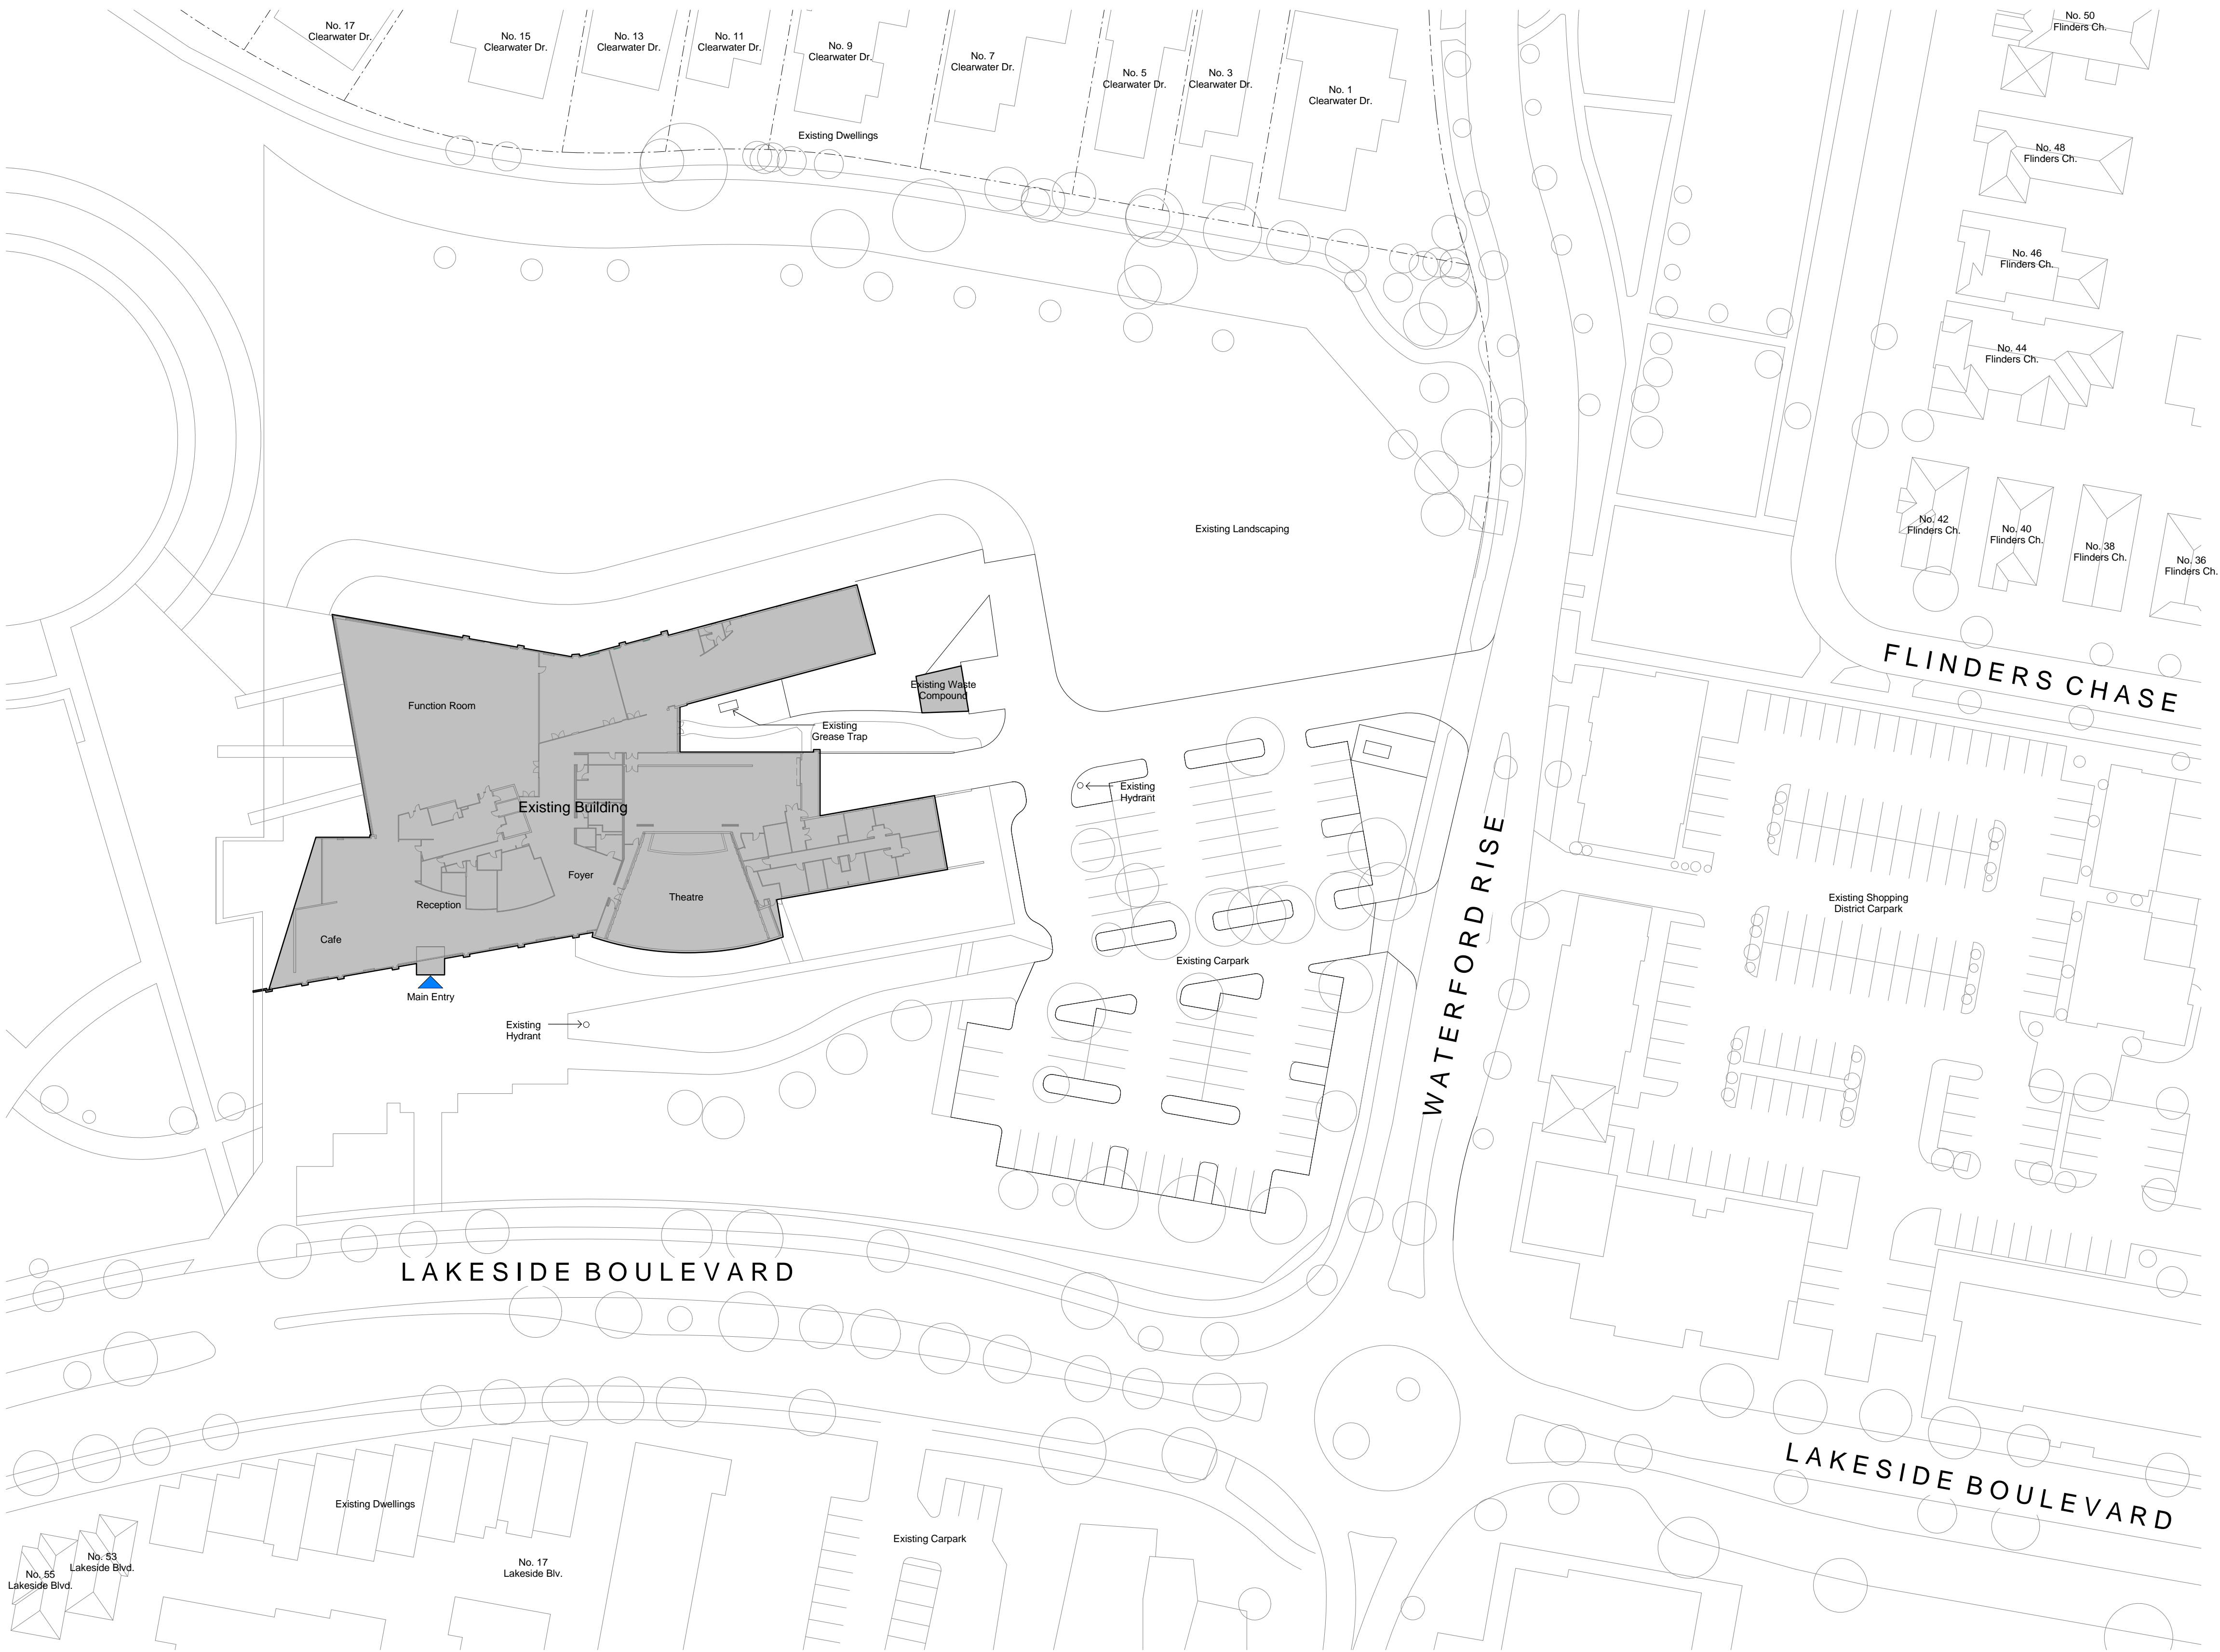 No. 17
Clearwater Dr.
No. 15
Clearwater Dr.
No. 13
Clearwater Dr.
No. 11
Clearwater Dr.
No. 9
Clearwater Dr.
No. 7
Clearwater Dr.
No. 5
Clearwater Dr.
No. 3
Clearwater Dr.
No. 1
Clearwater Dr.
No. 50
Flinders Ch.
Existing Dwellings
No. 48
Flinders Ch.
No. 46
Flinders Ch.
No. 44
Flinders Ch.
Existing Landscaping
No. 42
Flinders Ch.
No. 40
Flinders Ch.
No. 38
Flinders Ch.
No. 36
Flinders Ch.
FLINDERS CHASE
Function Room
Existing Waste
Compound
Existing
Grease Trap
Existing
Hydrant
Existing Building
Foyer
Reception
Theatre
Cafe
Main Entry
Existing
Hydrant
Existing Carpark
WATERFORD RISE
Existing Shopping
District Carpark
LAKESIDE BOULEVARD
LAKESIDE BOULEVARD
Existing Dwellings
Existing Carpark
No. 17
Lakeside Blv.
No. 53
Lakeside Blvd.
No. 55
Lakeside Blvd.